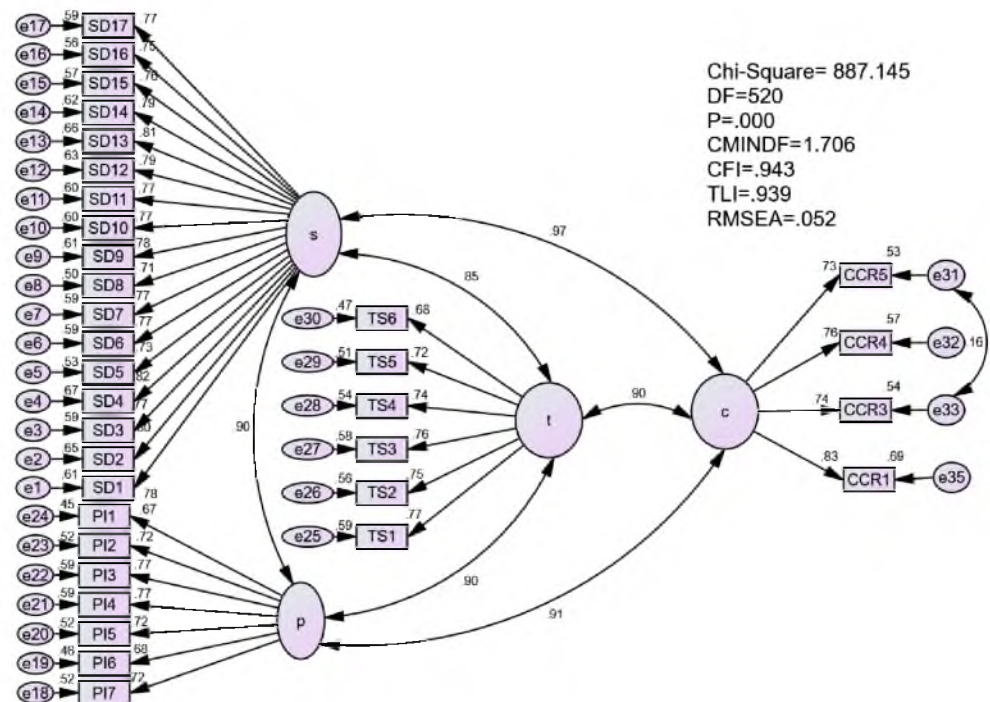 e17 .59 SD17 .77
e16 .56 SD16 .75
e15 .57 SD15 .76
e14 .62 SD14 .79
e13 .66 SD13 .81
e12 .63 SD12 .79
e11 .60 SD11 .77
e10 .60 SD10 .77
e9 .61 SD9 .78
e8 .50 SD8 .71
e7 .59 SD7 .77
e6 .59 SD6 .77
e5 .53 SD5 .73
e4 .67 SD4 .82
e3 .59 SD3 .77
e2 .65 SD2
e1 .61 SD1 .78
e24 .45 PI1 .67
e23 .52 PI2 .72
e22 .59 PI3 .77
e21 .59 PI4 .77
e20 .52 PI5 .72
e19 .46 PI6 .68
e18 .52 PI7 .72
s
p
.90
.97
.85
e30 .47 TS6 .68
e29 .51 TS5 .72
e28 .54 TS4 .74
e27 .58 TS3 .76
e26 .56 TS2 .75
e25 .59 TS1 .77
t
.90
c
.90
.91
Chi-Square= 887.145
DF=520
P=.000
CMINDF=1.706
CFI=.943
TLI=.939
RMSEA=.052
.73 CCR5 .53 e31
.76 CCR4 .57 e32
.16
.74 CCR3 .54 e33
.83 CCR1 .69 e35